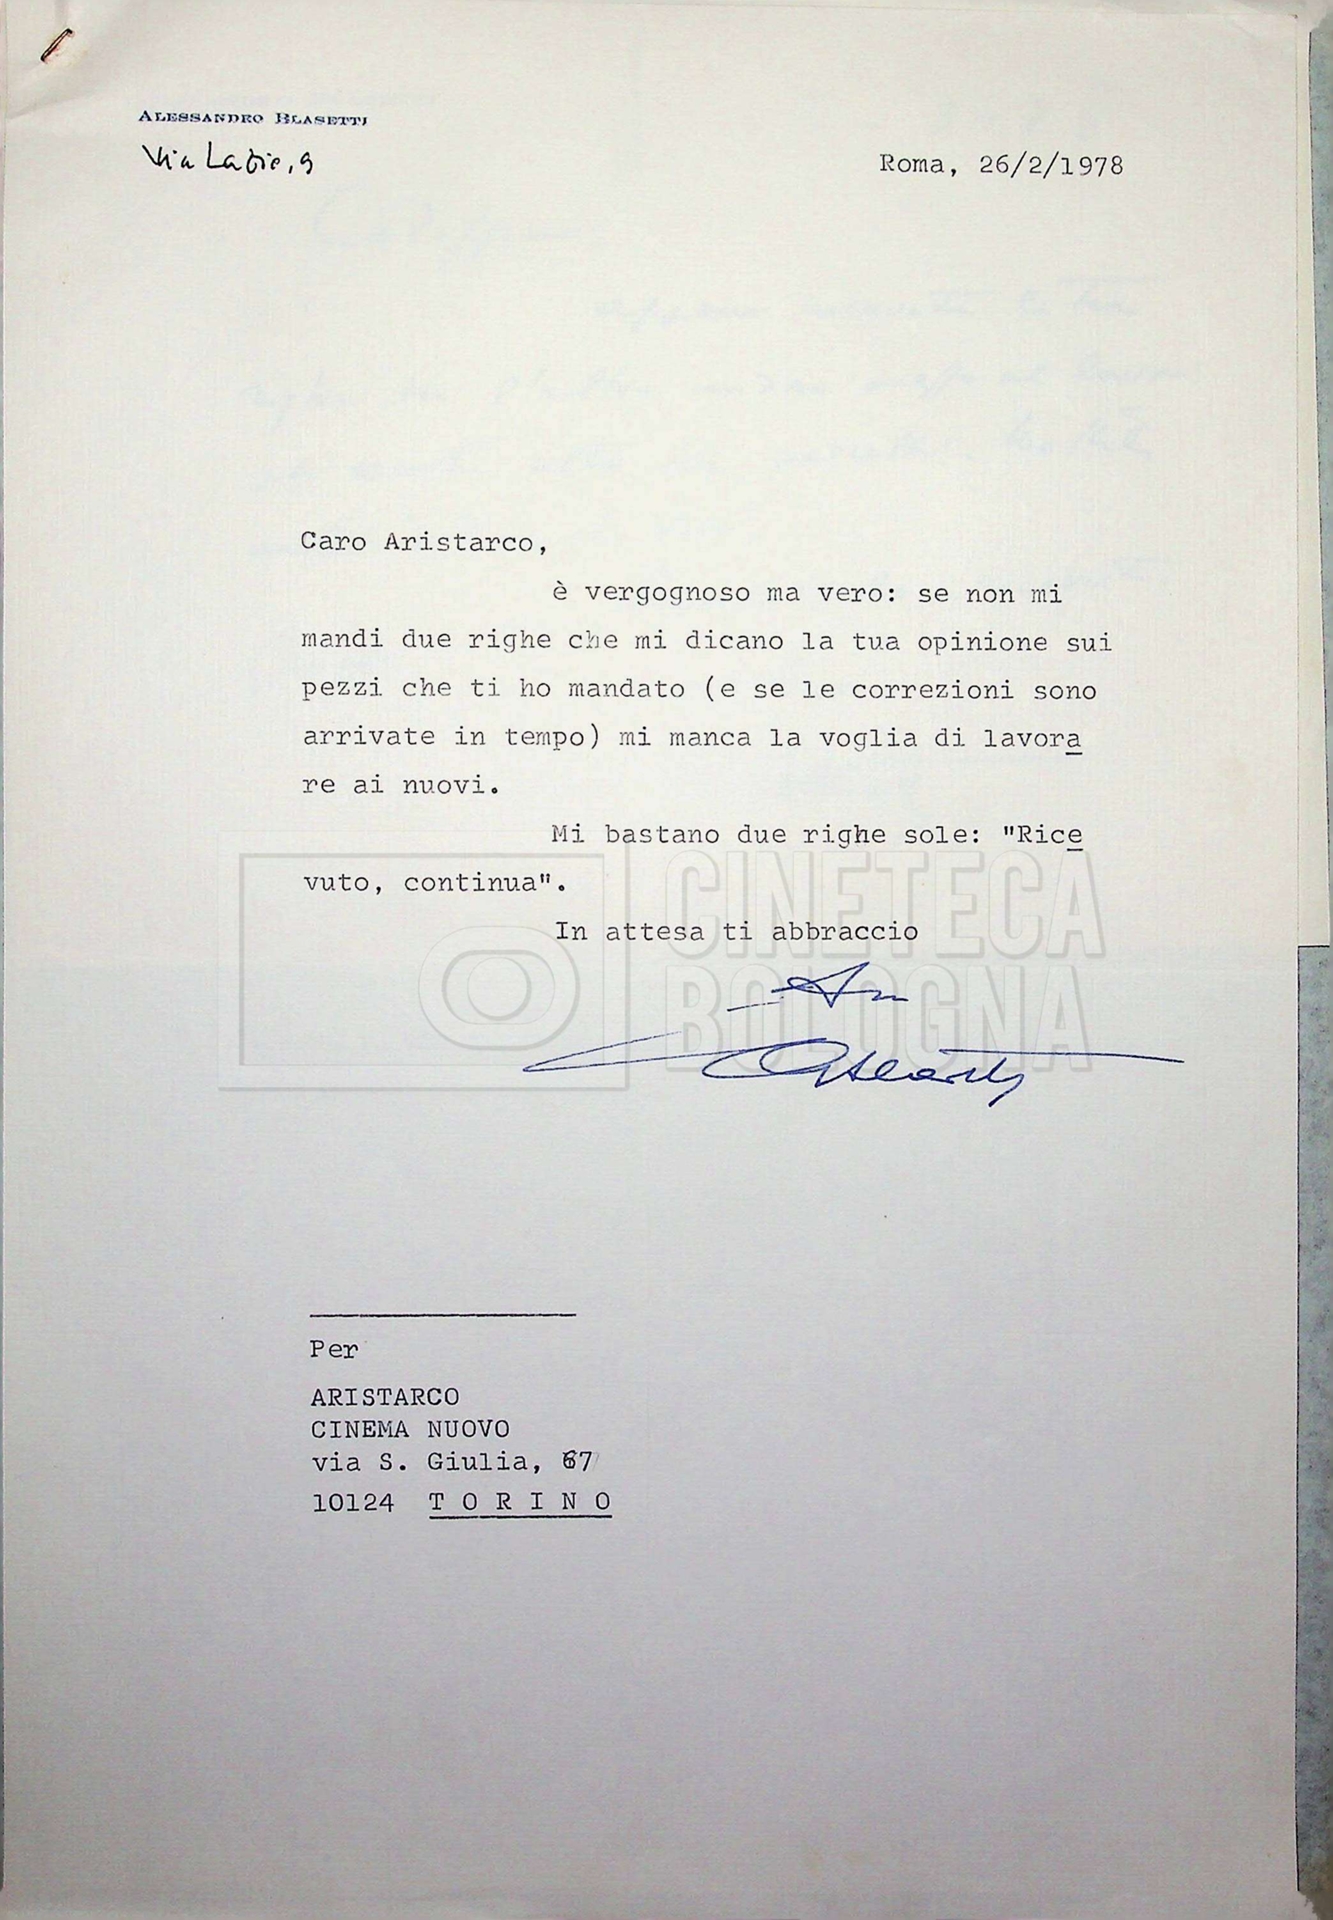 ALESSANDRO BLASETTI
Via Lazio, 9
Roma, 26/2/1978
Caro Aristarco,
è vergognoso ma vero: se non mi
mandi due righe che mi dicano la tua opinione sui
pezzi che ti ho mandato (e se le correzioni sono
arrivate in tempo) mi manca la voglia di lavora
re ai nuovi.
Mi bastano due righe sole: "Rice
vuto, continua".
In attesa ti abbraccio
CINETECA
BOLOGNA
Per
ARISTARCO
CINEMA NUOVO
via S. Giulia, 67
10124 TORINO